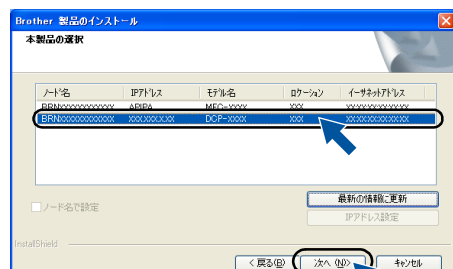 Brother 製品のインストール
本製品の選択
ノード名 IPアドレス モデル名 ロケーション イーサネットアドレス
BRNxxxxxxxxxxxx APIPA MFC-xxxx XXX xx:xx:xx:xx:xx:xx
BRNxxxxxxxxxxxx xxx.xxx.xx.xx DCP-xxxx XXX xx:xx:xx:xx:xx:xx
最新の情報に更新
ノード名で設定
IPアドレス設定
InstallShield
< 戻る(B) 次へ (N)> キャンセル